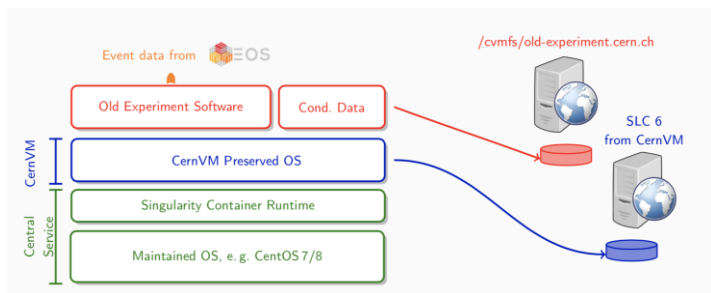 /cvmfs/old-experiment.cern.ch
Event data from EOS
Old Experiment Software
Cond. Data
SLC 6
from CernVM
CernVM
CernVM Preserved OS
Central
Service
Singularity Container Runtime
Maintained OS, e. g. CentOS 7/8